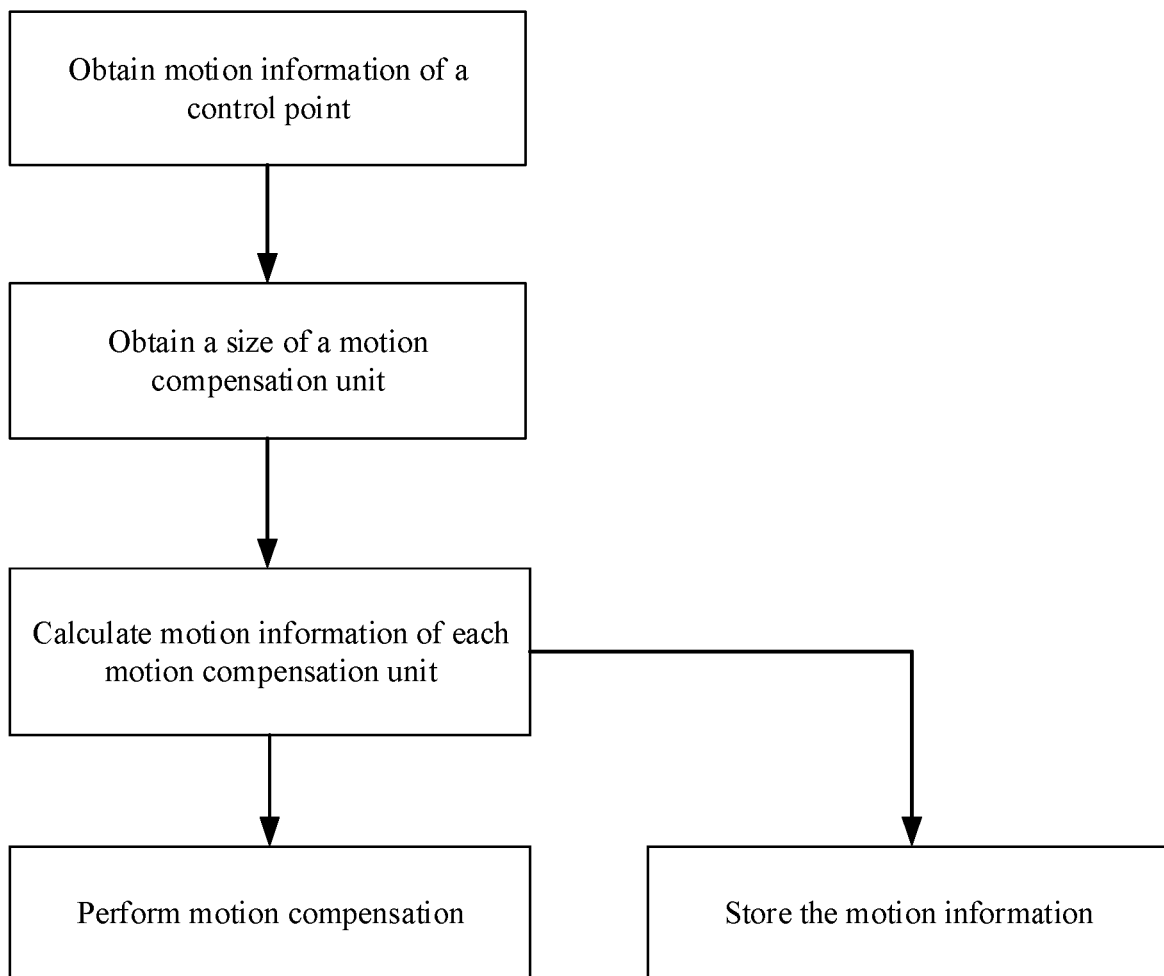 Obtain motion information of a
control point
Obtain a size of a motion
compensation unit
Calculate motion information of each
motion compensation unit
Perform motion compensation
Store the motion information